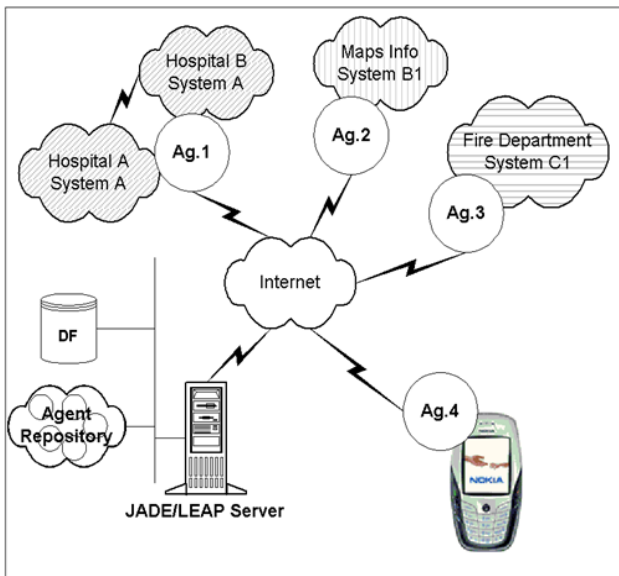 Hospital B
System A
Maps Info
System B1
Hospital A
System A
Ag.1
Ag.2
Fire Department
System C1
Ag.3
Internet
DF
Agent
Repository
Ag.4
JADE/LEAP Server
NOKIA